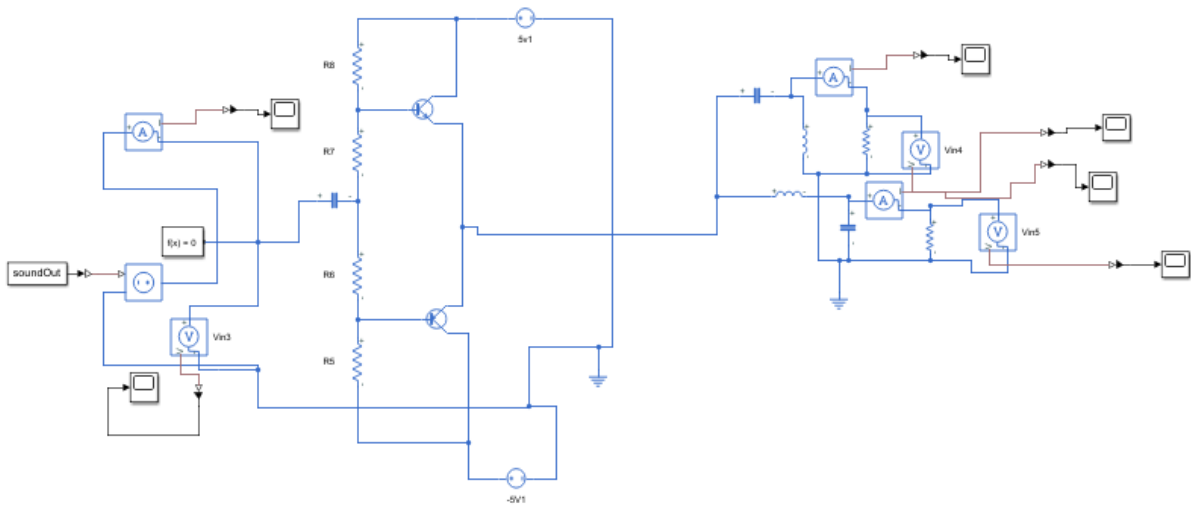 5v1
R8
A
A
R7
V
Vin4
A
f(x) = 0
V
Vin5
soundOut
R6
V
Vin3
R5
-5V1